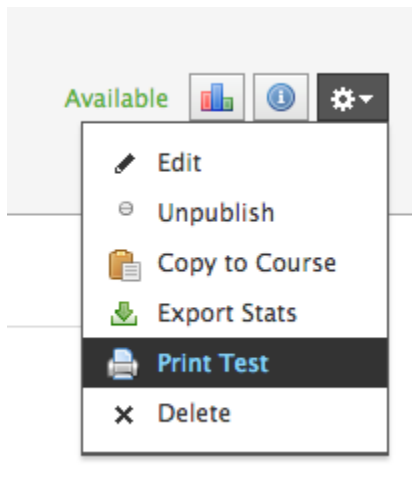 Available
Edit
Unpublish
Copy to Course
Export Stats
Print Test
Delete